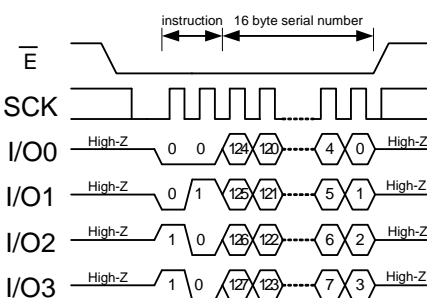 instruction 16 byte serial number
E
SCK
I/O0 High-Z 0 0 124 120 4 0 High-Z
I/O1 High-Z 0 1 125 121 5 1 High-Z
I/O2 High-Z 1 0 126 122 6 2 High-Z
I/O3 High-Z 1 0 127 123 7 3 High-Z